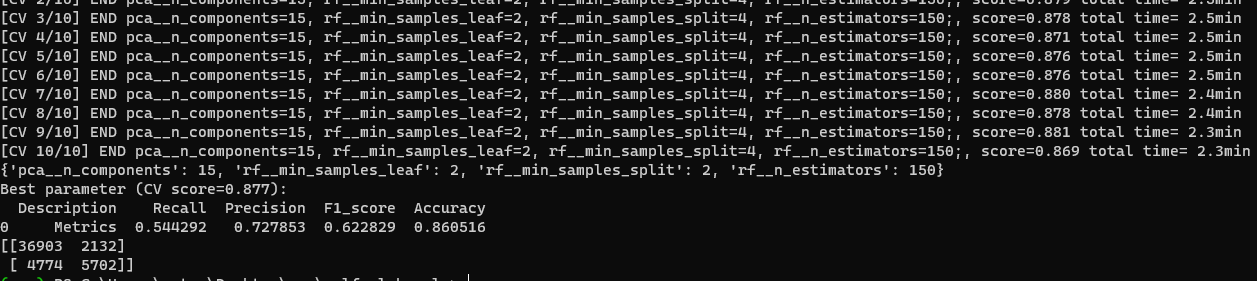 [CV 2/10] END pca__n_components=15, rf__min_samples_leaf=2, rf__min_samples_split=4, rf__n_estimators=150;, score=0.879 total time= 2.5min
[CV 3/10] END pca__n_components=15, rf__min_samples_leaf=2, rf__min_samples_split=4, rf__n_estimators=150;, score=0.878 total time= 2.5min
[CV 4/10] END pca__n_components=15, rf__min_samples_leaf=2, rf__min_samples_split=4, rf__n_estimators=150;, score=0.871 total time= 2.5min
[CV 5/10] END pca__n_components=15, rf__min_samples_leaf=2, rf__min_samples_split=4, rf__n_estimators=150;, score=0.876 total time= 2.5min
[CV 6/10] END pca__n_components=15, rf__min_samples_leaf=2, rf__min_samples_split=4, rf__n_estimators=150;, score=0.876 total time= 2.5min
[CV 7/10] END pca__n_components=15, rf__min_samples_leaf=2, rf__min_samples_split=4, rf__n_estimators=150;, score=0.880 total time= 2.4min
[CV 8/10] END pca__n_components=15, rf__min_samples_leaf=2, rf__min_samples_split=4, rf__n_estimators=150;, score=0.878 total time= 2.4min
[CV 9/10] END pca__n_components=15, rf__min_samples_leaf=2, rf__min_samples_split=4, rf__n_estimators=150;, score=0.881 total time= 2.3min
[CV 10/10] END pca__n_components=15, rf__min_samples_leaf=2, rf__min_samples_split=4, rf__n_estimators=150;, score=0.869 total time= 2.3min
{'pca__n_components': 15, 'rf__min_samples_leaf': 2, 'rf__min_samples_split': 2, 'rf__n_estimators': 150}
Best parameter (CV score=0.877):
  Description    Recall  Precision  F1_score  Accuracy
0     Metrics  0.544292   0.727853  0.622829  0.860516
[[36903  2132]
 [ 4774  5702]]